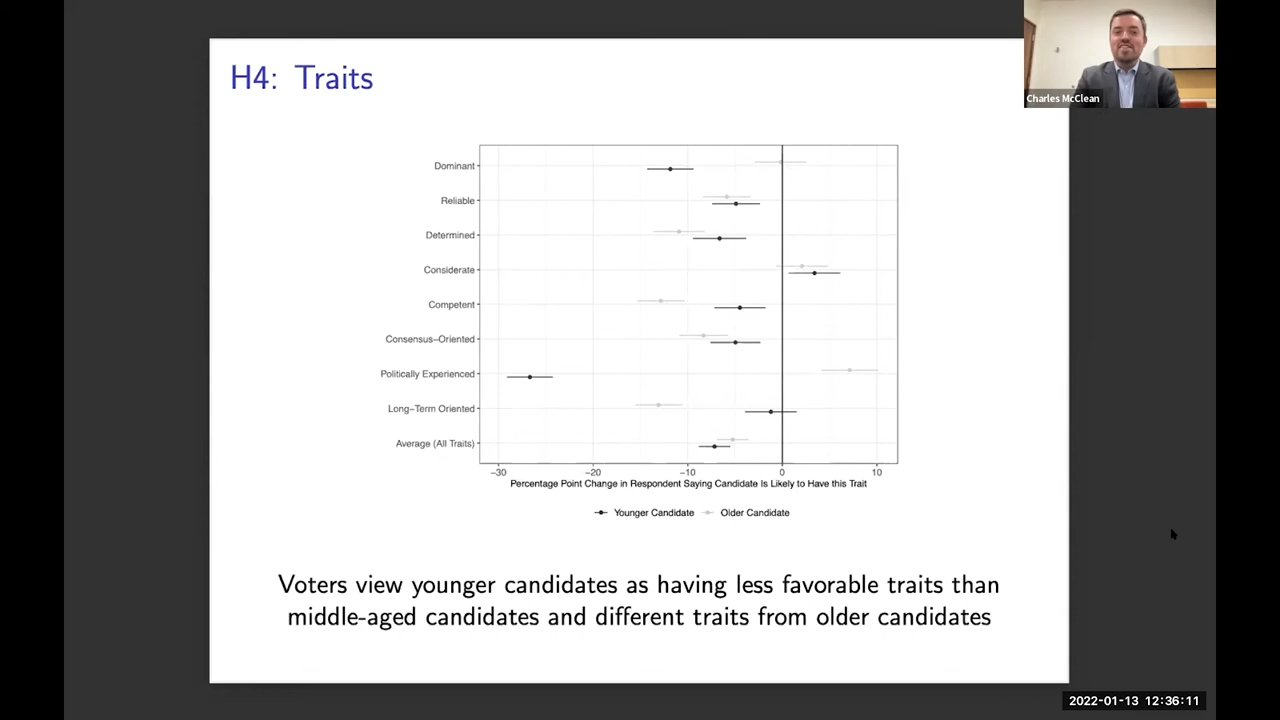 H4: Traits
Charles McClean
Dominant
Reliable
Determined
Considerate
Competent
Consensus−Oriented
Politically Experienced
Long−Term Oriented
Average (All Traits)
−30 −20 −10 0 10
Percentage Point Change in Respondent Saying Candidate Is Likely to Have this Trait
Younger Candidate Older Candidate
Voters view younger candidates as having less favorable traits than
middle-aged candidates and different traits from older candidates
2022-01-13 12:36:11